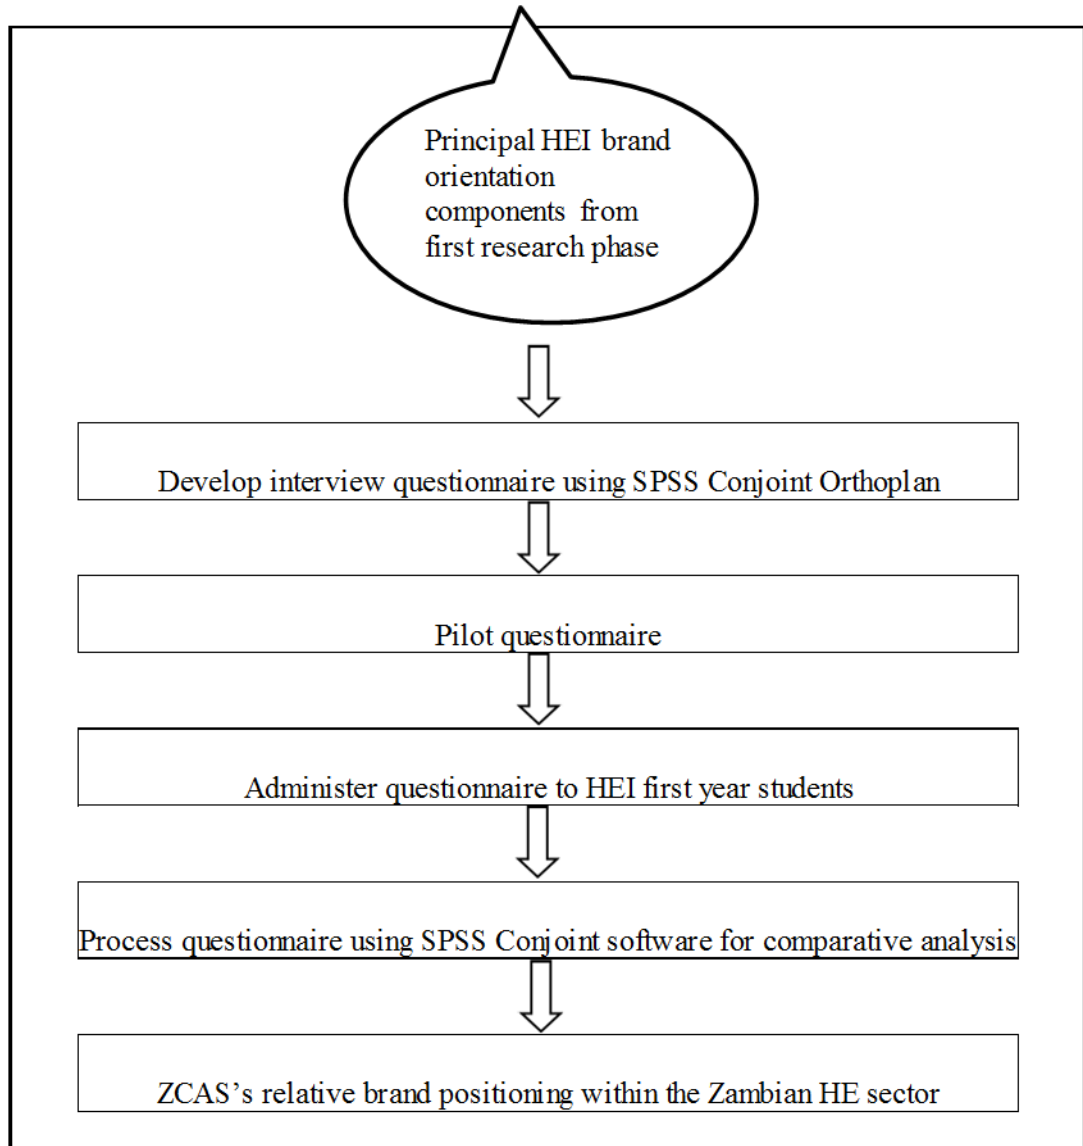 Principal HEI brand
orientation
components from
first research phase
Develop interview questionnaire using SPSS Conjoint Orthoplan
Pilot questionnaire
Administer questionnaire to HEI first year students
Process questionnaire using SPSS Conjoint software for comparative analysis
ZCAS’s relative brand positioning within the Zambian HE sector